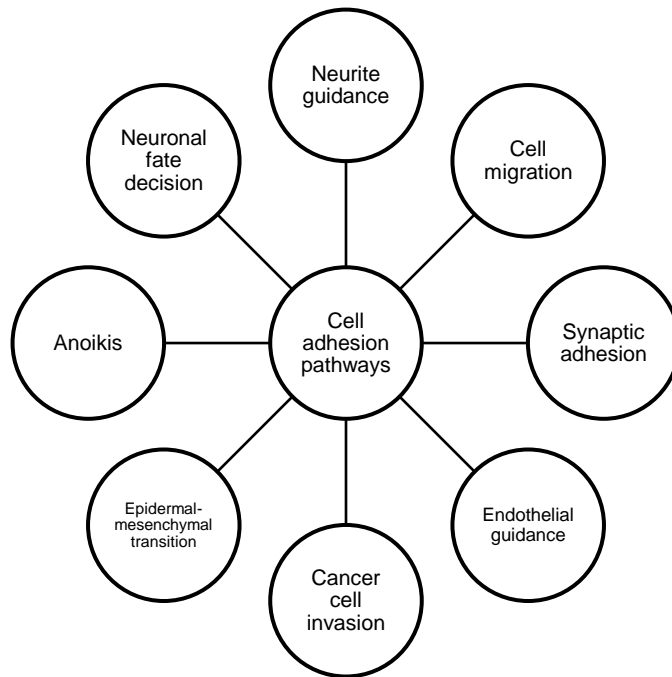 Neurite
guidance
Neuronal
fate
decision
Cell
migration
Anoikis
Cell
adhesion
pathways
Synaptic
adhesion
Epidermal-
mesenchymal
transition
Endothelial
guidance
Cancer
cell
invasion